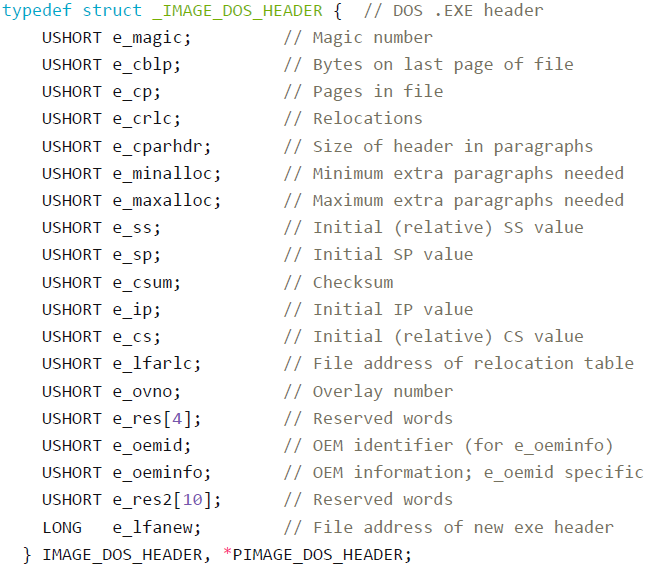 typedef struct _IMAGE_DOS_HEADER {  // DOS .EXE header
    USHORT e_magic;         // Magic number
    USHORT e_cblp;          // Bytes on last page of file
    USHORT e_cp;            // Pages in file
    USHORT e_crlc;          // Relocations
    USHORT e_cparhdr;       // Size of header in paragraphs
    USHORT e_minalloc;      // Minimum extra paragraphs needed
    USHORT e_maxalloc;      // Maximum extra paragraphs needed
    USHORT e_ss;            // Initial (relative) SS value
    USHORT e_sp;            // Initial SP value
    USHORT e_csum;          // Checksum
    USHORT e_ip;            // Initial IP value
    USHORT e_cs;            // Initial (relative) CS value
    USHORT e_lfarlc;        // File address of relocation table
    USHORT e_ovno;          // Overlay number
    USHORT e_res[4];        // Reserved words
    USHORT e_oemid;         // OEM identifier (for e_oeminfo)
    USHORT e_oeminfo;       // OEM information; e_oemid specific
    USHORT e_res2[10];      // Reserved words
    LONG   e_lfanew;        // File address of new exe header
  } IMAGE_DOS_HEADER, *PIMAGE_DOS_HEADER;